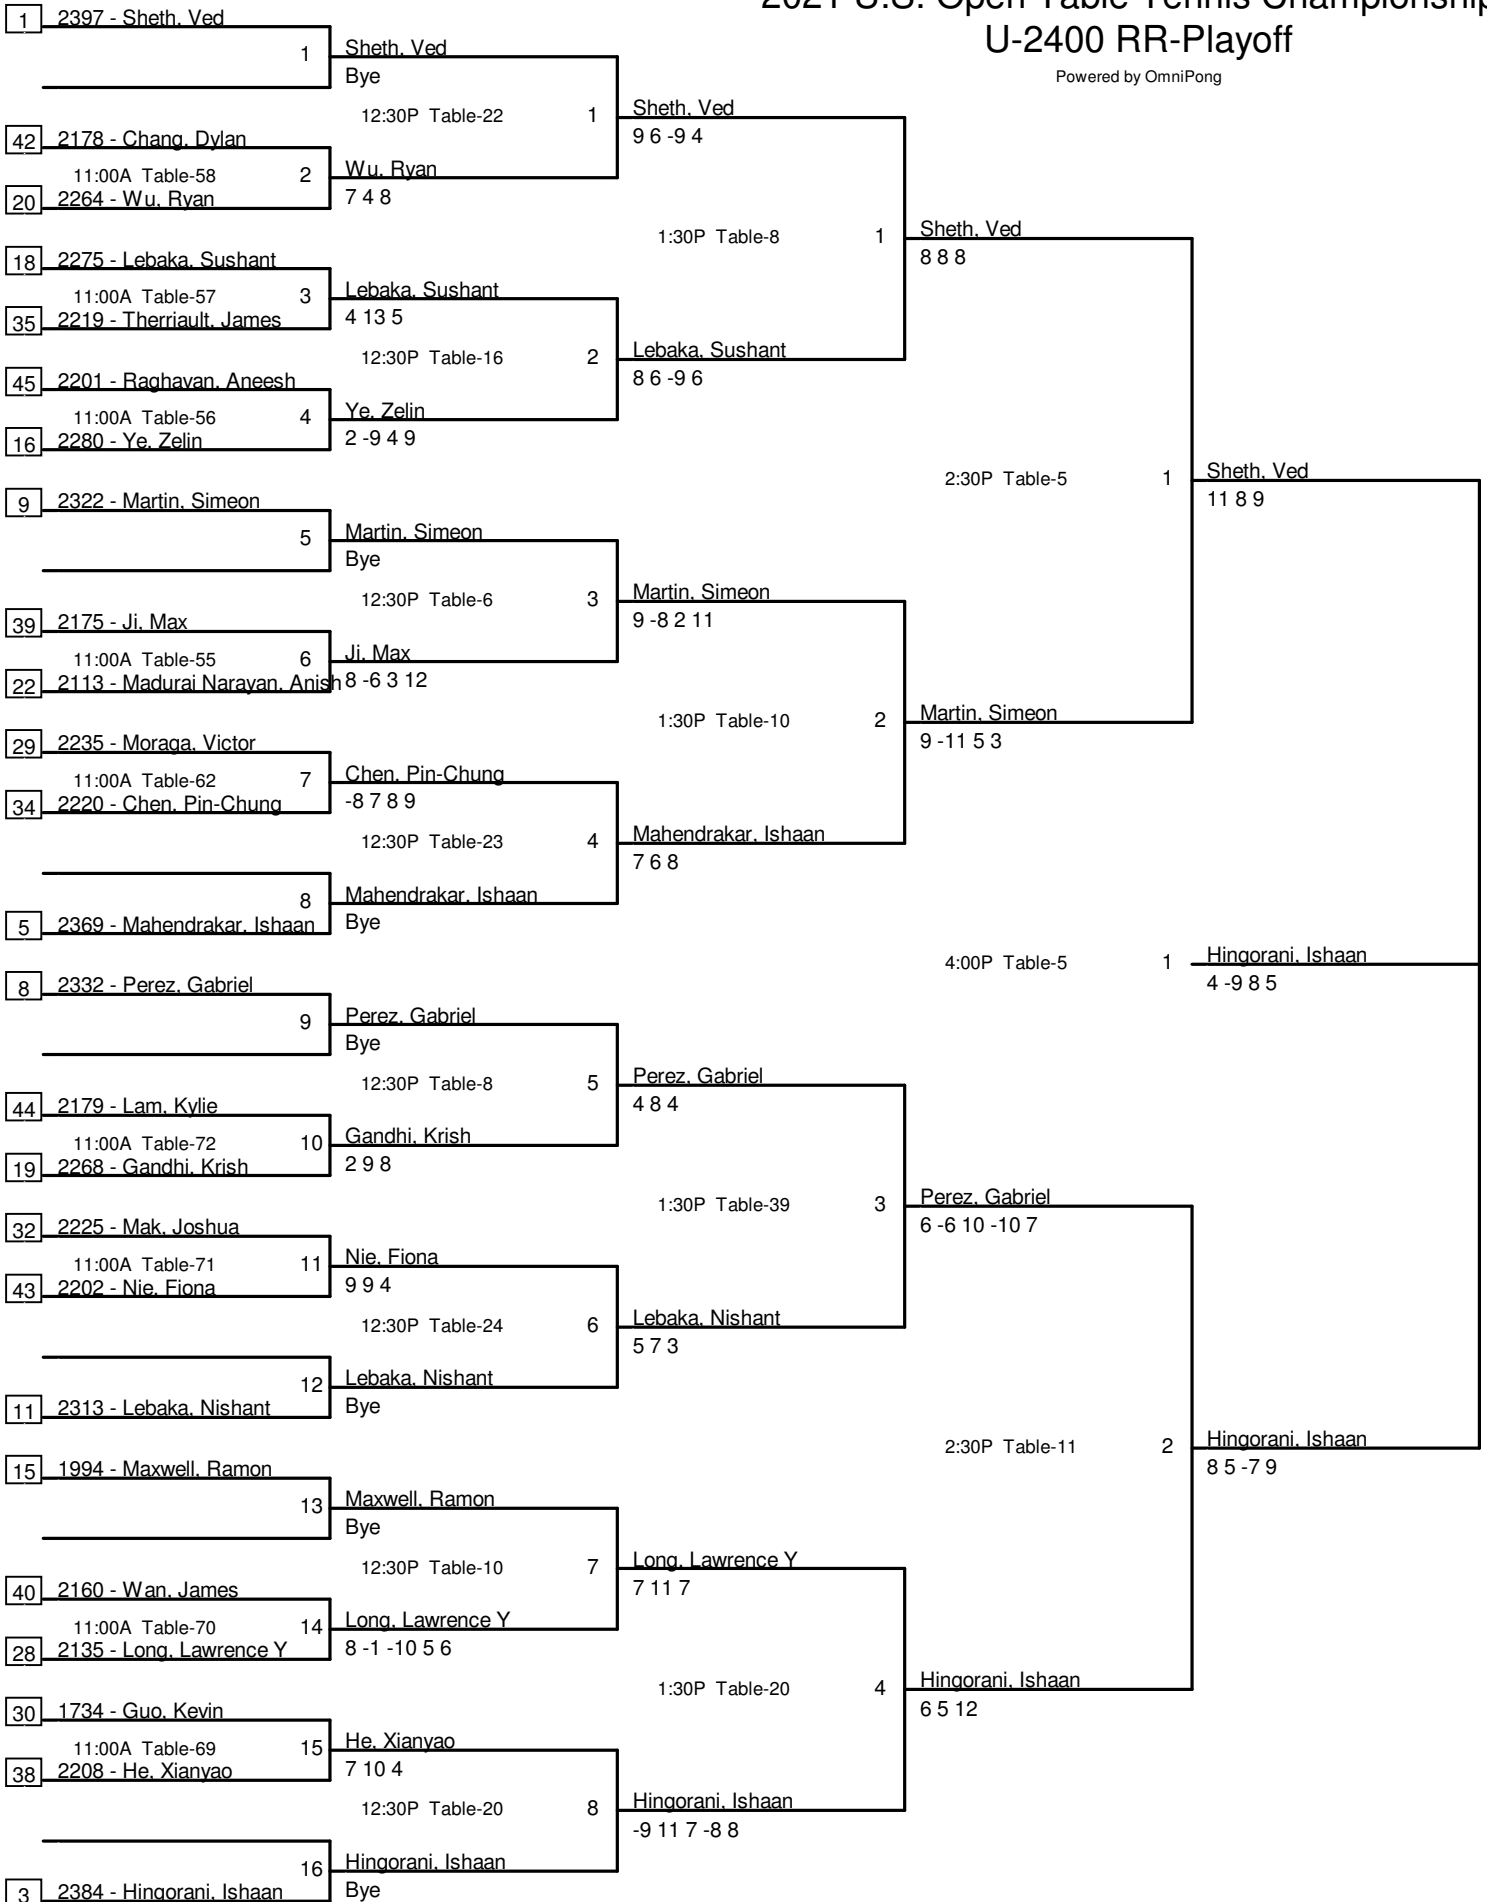 2021 U.S. Open Table Tennis Championship
U-2400 RR-Playoff
Powered by OmniPong
1 2397 - Sheth, Ved
1 Sheth, Ved
Bye
12:30P Table-22 1 Sheth, Ved
9 6 -9 4
42 2178 - Chang, Dylan
11:00A Table-58 2 Wu, Ryan
20 2264 - Wu, Ryan
7 4 8
1:30P Table-8 1 Sheth, Ved
8 8 8
18 2275 - Lebaka, Sushant
11:00A Table-57 3 Lebaka, Sushant
35 2219 - Therriault, James
4 13 5
12:30P Table-16 2 Lebaka, Sushant
8 6 -9 6
45 2201 - Raghavan, Aneesh
11:00A Table-56 4 Ye, Zelin
16 2280 - Ye, Zelin
2 -9 4 9
2:30P Table-5 1 Sheth, Ved
11 8 9
9 2322 - Martin, Simeon
5 Martin, Simeon
Bye
12:30P Table-6 3 Martin, Simeon
9 -8 2 11
39 2175 - Ji, Max
11:00A Table-55 6 Ji, Max
22 2113 - Madurai Narayan, Anish
8 -6 3 12
1:30P Table-10 2 Martin, Simeon
9 -11 5 3
29 2235 - Moraga, Victor
11:00A Table-62 7 Chen, Pin-Chung
34 2220 - Chen, Pin-Chung
-8 7 8 9
12:30P Table-23 4 Mahendrakar, Ishaan
7 6 8
8 Mahendrakar, Ishaan
5 2369 - Mahendrakar, Ishaan
Bye
4:00P Table-5 1 Hingorani, Ishaan
4 -9 8 5
8 2332 - Perez, Gabriel
9 Perez, Gabriel
Bye
12:30P Table-8 5 Perez, Gabriel
4 8 4
44 2179 - Lam, Kylie
11:00A Table-72 10 Gandhi, Krish
19 2268 - Gandhi, Krish
2 9 8
1:30P Table-39 3 Perez, Gabriel
6 -6 10 -10 7
32 2225 - Mak, Joshua
11:00A Table-71 11 Nie, Fiona
43 2202 - Nie, Fiona
9 9 4
12:30P Table-24 6 Lebaka, Nishant
5 7 3
12 Lebaka, Nishant
11 2313 - Lebaka, Nishant
Bye
2:30P Table-11 2 Hingorani, Ishaan
8 5 -7 9
15 1994 - Maxwell, Ramon
13 Maxwell, Ramon
Bye
12:30P Table-10 7 Long, Lawrence Y
7 11 7
40 2160 - Wan, James
11:00A Table-70 14 Long, Lawrence Y
28 2135 - Long, Lawrence Y
8 -1 -10 5 6
1:30P Table-20 4 Hingorani, Ishaan
6 5 12
30 1734 - Guo, Kevin
11:00A Table-69 15 He, Xianyao
38 2208 - He, Xianyao
7 10 4
12:30P Table-20 8 Hingorani, Ishaan
-9 11 7 -8 8
16 Hingorani, Ishaan
3 2384 - Hingorani, Ishaan
Bye